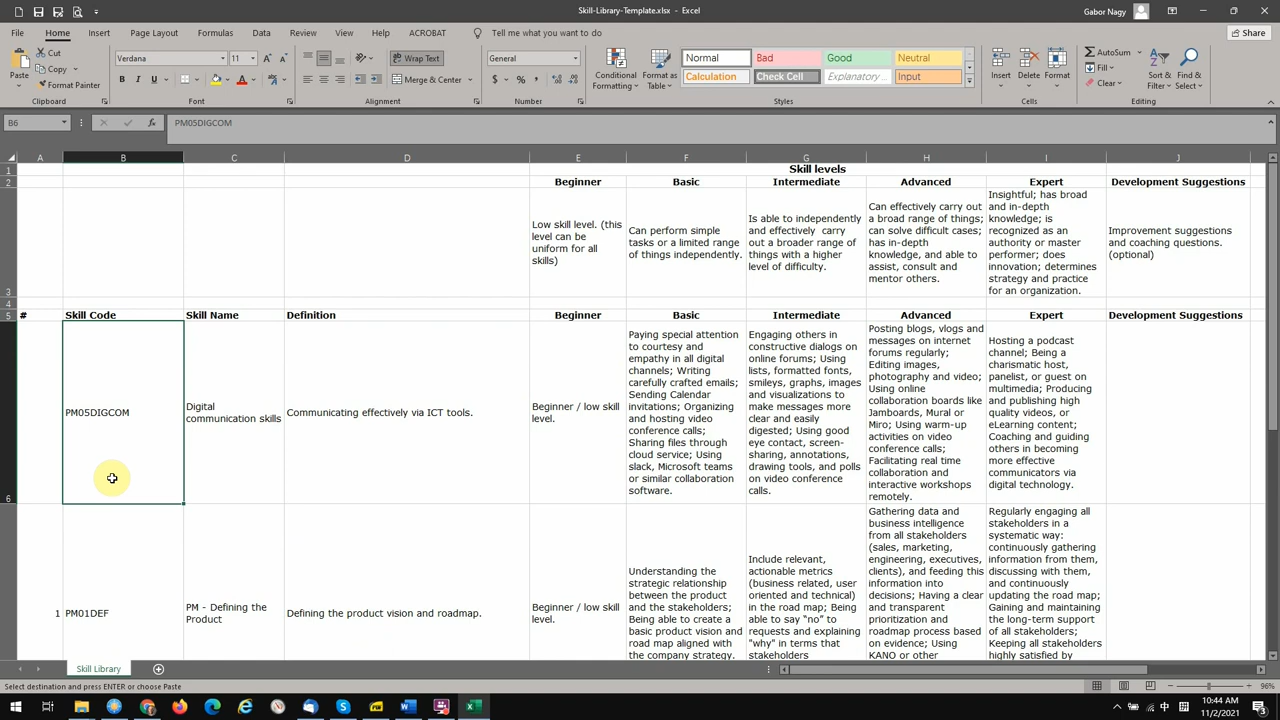 Skill-Library-Template.xlsx - Excel
Gabor Nagy
File Home Insert Page Layout Formulas Data Review View Help ACROBAT Tell me what you want to do Share
Paste
Cut
Copy
Format Painter
Clipboard
Verdana 11
B I U
Font
Wrap Text
Merge & Center
Alignment
General
Number
Conditional
Formatting
Format as
Table
Normal Bad Good Neutral
Calculation Check Cell Explanatory ... Input
Styles
Insert Delete Format
Cells
AutoSum
Fill
Clear
Sort &
Filter
Find &
Select
Editing
B6 fx PM05DIGCOM
A B C D E F G H I J
1 Skill levels
2 Beginner Basic Intermediate Advanced Expert Development Suggestions
3
Low skill level. (this
level can be
uniform for all
skills)
Can perform simple
tasks or a limited range
of things independently.
Is able to independently
and effectively carry
out a broader range of
things with a higher
level of difficulty.
Can effectively carry out
a broad range of things;
can solve difficult cases;
has in-depth
knowledge, and able to
assist, consult and
mentor others.
Insightful; has broad
and in-depth
knowledge; is
recognized as an
authority or master
performer; does
innovation; determines
strategy and practice
for an organization.
Improvement suggestions
and coaching questions.
(optional)
4
5 # Skill Code Skill Name Definition Beginner Basic Intermediate Advanced Expert Development Suggestions
6
PM05DIGCOM
Digital
communication skills
Communicating effectively via ICT tools.
Beginner / low skill
level.
Paying special attention
to courtesy and
empathy in all digital
channels; Writing
carefully crafted emails;
Sending Calendar
invitations; Organizing
and hosting video
conference calls;
Sharing files through
cloud service; Using
slack, Microsoft teams
or similar collaboration
software.
Engaging others in
constructive dialogs on
online forums; Using
lists, formatted fonts,
smileys, graphs, images
and visualizations to
make messages more
clear and easily
digested; Using good
eye contact, screen-
sharing, annotations,
drawing tools, and polls
on video conference
calls.
Posting blogs, vlogs and
messages on internet
forums regularly;
Editing images,
photography and video;
Using online
collaboration boards like
Jamboards, Mural or
Miro; Using warm-up
activities on video
conference calls;
Facilitating real time
collaboration and
interactive workshops
remotely.
Hosting a podcast
channel; Being a
charismatic host,
panelist, or guest on
multimedia; Producing
and publishing high
quality videos, or
eLearning content;
Coaching and guiding
others in becoming
more effective
communicators via
digital technology.
1 PM01DEF
PM - Defining the
Product
Defining the product vision and roadmap.
Beginner / low skill
level.
Understanding the
strategic relationship
between the product
and the stakeholders;
Being able to create a
basic product vision and
road map aligned with
the company strategy.
Include relevant,
actionable metrics
(business related, user
oriented and technical)
in the road map; Being
able to say "no" to
requests and explaining
"why" in terms that
stakeholders
Gathering data and
business intelligence
from all stakeholders
(sales, marketing,
engineering, executives,
clients), and feeding this
information into
decisions; Having a clear
and transparent
prioritization and
roadmap process based
on evidence; Using
KANO or other
Regularly engaging all
stakeholders in a
systematic way:
continuously gathering
information from them,
discussing with them,
and continuously
updating the road map;
Gaining and maintaining
the long-term support
of all stakeholders;
Keeping all stakeholders
highly satisfied by
Skill Library
Select destination and press ENTER or choose Paste
96%
10:44 AM
11/2/2021
中